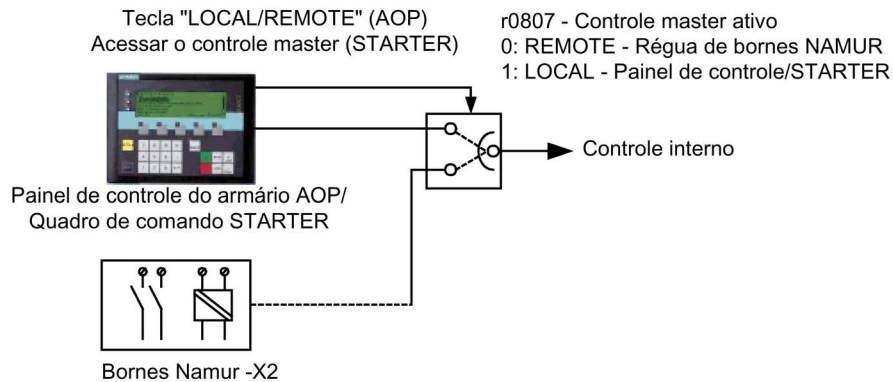 Tecla "LOCAL/REMOTE" (AOP)
Acessar o controle master (STARTER)
r0807 - Controle master ativo
0: REMOTE - Régua de bornes NAMUR
1: LOCAL - Painel de controle/STARTER
Controle interno
Painel de controle do armário AOP/
Quadro de comando STARTER
Bornes Namur -X2